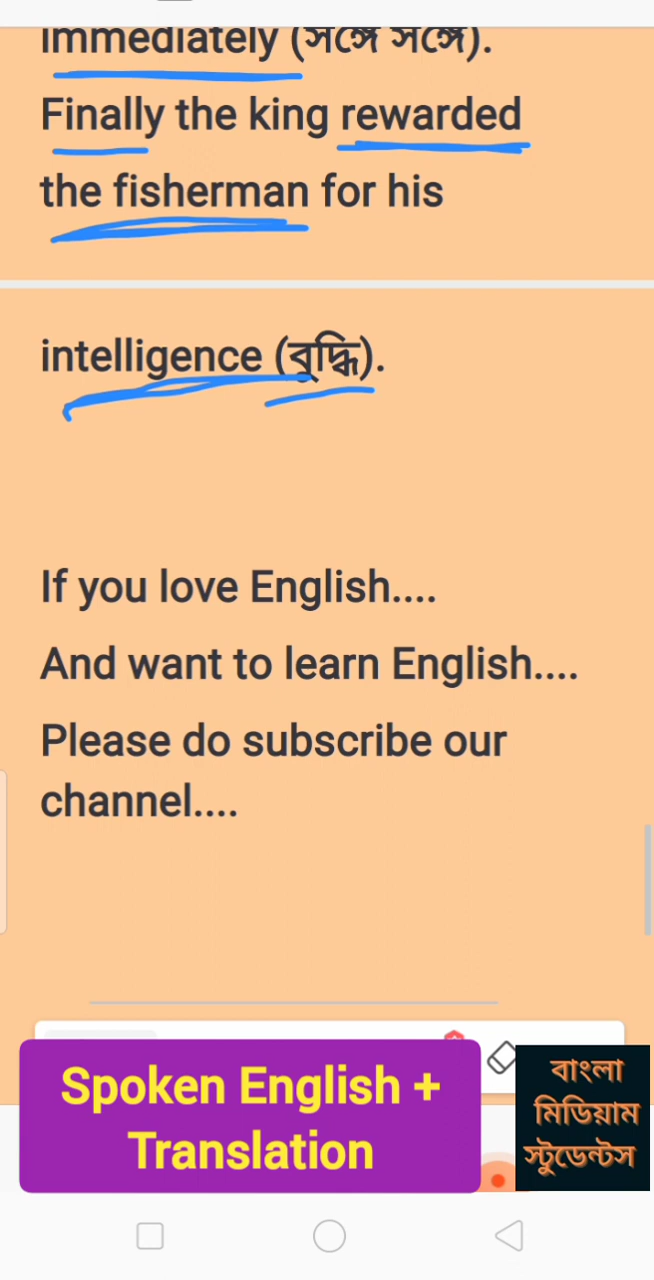 immediately (সঙ্গে সঙ্গে).
Finally the king rewarded
the fisherman for his
intelligence (বুদ্ধি).
If you love English....
And want to learn English....
Please do subscribe our
channel....
Spoken English +
Translation
বাংলা
মিডিয়াম
স্টুডেন্টস